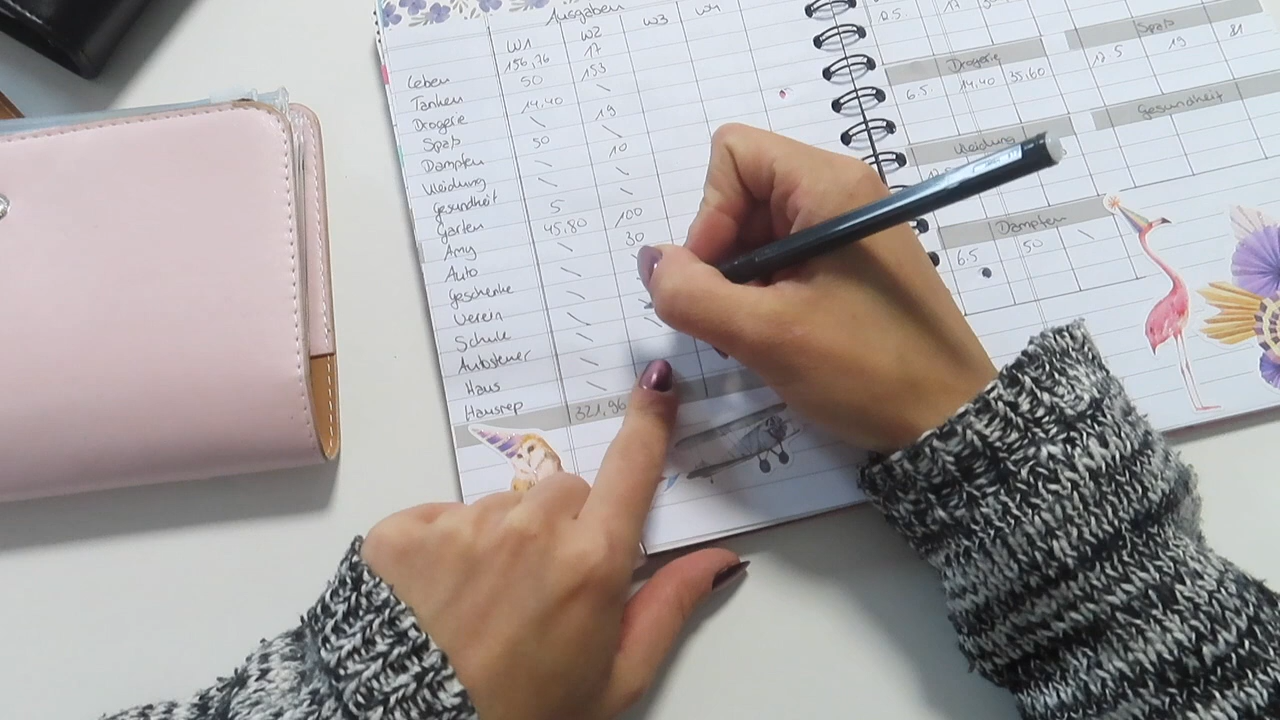 Ausgaben
W1 W2 W3 W4
Leben 156,76 17
Tanken 50 153
Drogerie 14,40 \
Spaß \ 19
Dampfen 50 \
Kleidung \ 10
Gesundheit \ \
Garten 5 \
Amy 45,80 100
Auto \ 30
Geschenke \
Verein \
Schule \
Autosteuer \
Haus \
Hausrep \
321,96
Drogerie
6.5. 14,40 35,60
Kleidung
Dampfen
6.5 50 \
Spaß
19 81
Gesundheit